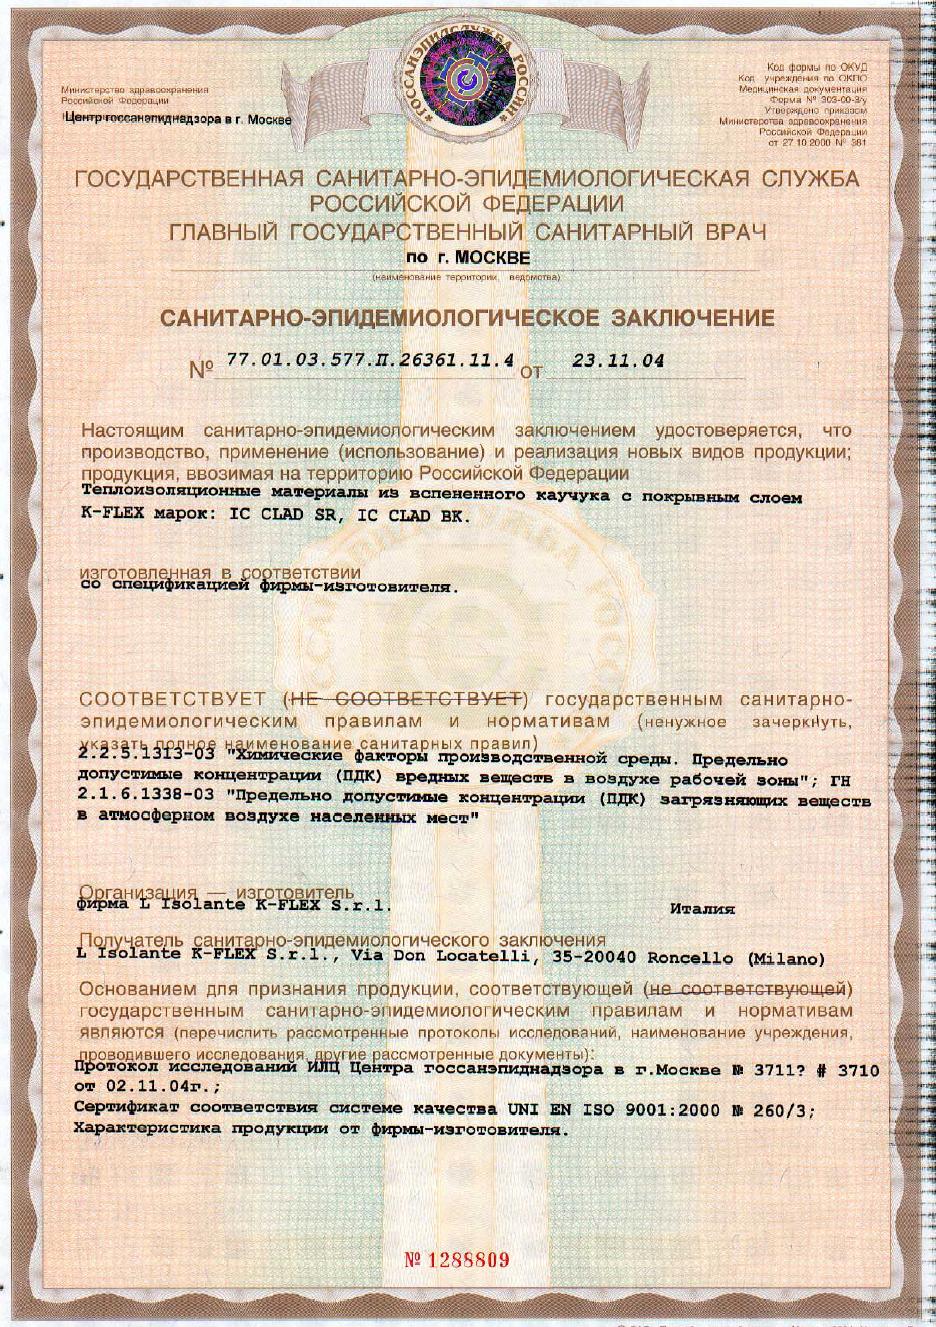 Министерство здравоохранения
Российской Федерации
Центр госсанэпиднадзора в г. Москве
ГОССАНЭПИДСЛУЖБА РОССИИ
Код формы по ОКУД
Код учреждения по ОКПО
Медицинская документация
Форма № 303-00-3/у
Утверждено приказом
Министерства здравоохранения
Российской Федерации
от 27.10.2000 № 381
ГОСУДАРСТВЕННАЯ САНИТАРНО-ЭПИДЕМИОЛОГИЧЕСКАЯ СЛУЖБА
РОССИЙСКОЙ ФЕДЕРАЦИИ
ГЛАВНЫЙ ГОСУДАРСТВЕННЫЙ САНИТАРНЫЙ ВРАЧ
по г. МОСКВЕ
(наименование территории, ведомства)
САНИТАРНО-ЭПИДЕМИОЛОГИЧЕСКОЕ ЗАКЛЮЧЕНИЕ
№ 77.01.03.577.П.26361.11.4 от 23.11.04
Настоящим санитарно-эпидемиологическим заключением удостоверяется, что
производство, применение (использование) и реализация новых видов продукции;
продукция, ввозимая на территорию Российской Федерации
Теплоизоляционные материалы из вспененного каучука с покрывным слоем
K-FLEX марок: IC CLAD SR, IC CLAD BK.
изготовленная в соответствии
со спецификацией фирмы-изготовителя.
СООТВЕТСТВУЕТ (НЕ СООТВЕТСТВУЕТ) государственным санитарно-
эпидемиологическим правилам и нормативам (ненужное зачеркнуть,
указать полное наименование санитарных правил)
2.2.5.1313-03 "Химические факторы производственной среды. Предельно
допустимые концентрации (ПДК) вредных веществ в воздухе рабочей зоны"; ГН
2.1.6.1338-03 "Предельно допустимые концентрации (ПДК) загрязняющих веществ
в атмосферном воздухе населенных мест"
Организация — изготовитель
фирма L Isolante K-FLEX S.r.l. Италия
Получатель санитарно-эпидемиологического заключения
L Isolante K-FLEX S.r.l., Via Don Locatelli, 35-20040 Roncello (Milano)
Основанием для признания продукции, соответствующей (не соответствующей)
государственным санитарно-эпидемиологическим правилам и нормативам
являются (перечислить рассмотренные протоколы исследований, наименование учреждения,
проводившего исследования, другие рассмотренные документы):
Протокол исследований ИЛЦ Центра госсанэпиднадзора в г.Москве № 3711? # 3710
от 02.11.04г.;
Сертификат соответствия системе качества UNI EN ISO 9001:2000 № 260/3;
Характеристика продукции от фирмы-изготовителя.
№ 1288809